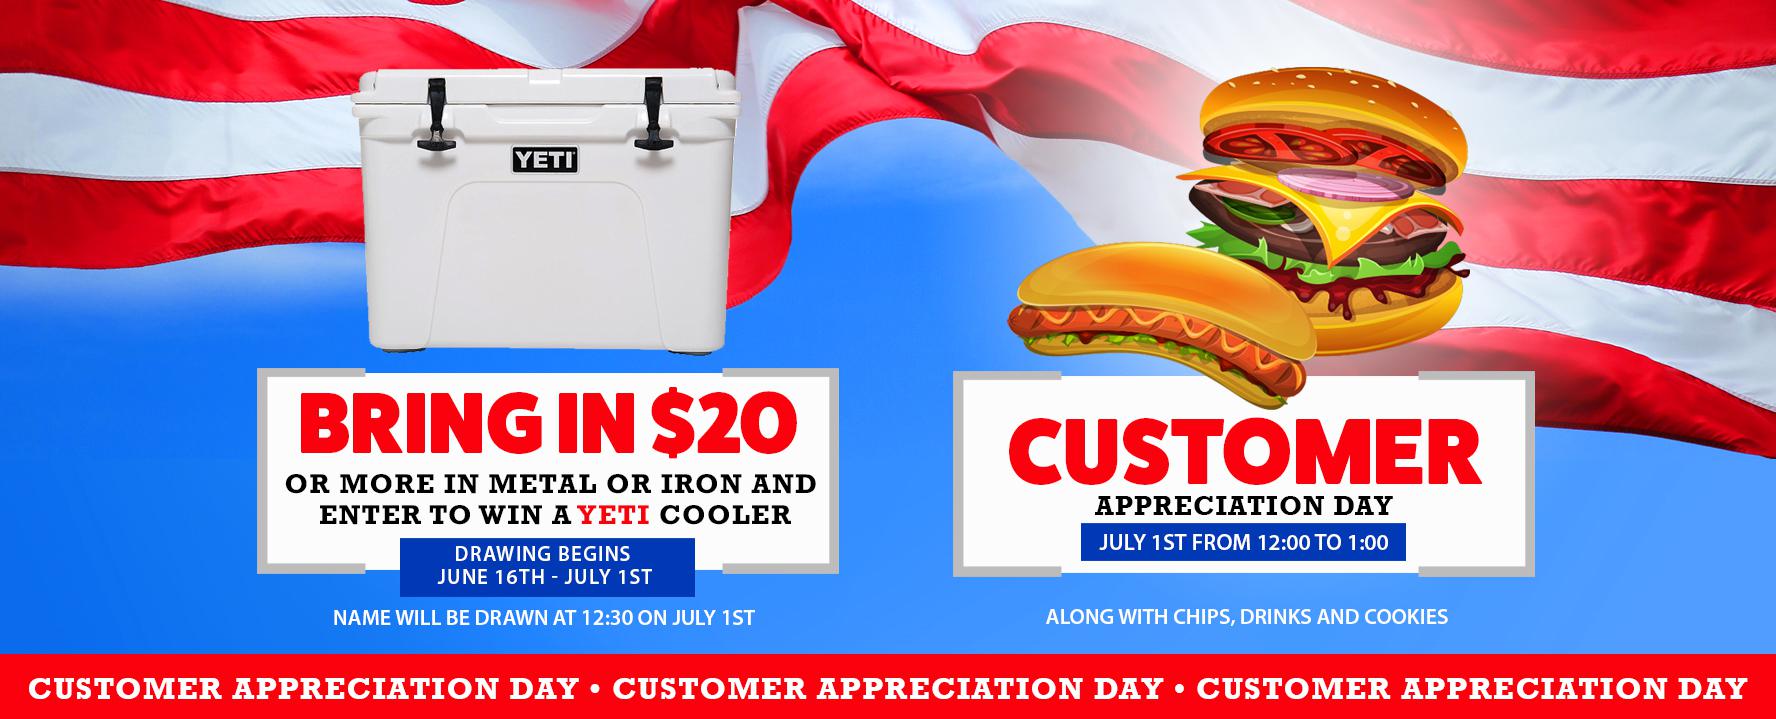 YETI
BRING IN $20
OR MORE IN METAL OR IRON AND
ENTER TO WIN A YETI COOLER
DRAWING BEGINS
JUNE 16TH - JULY 1ST
NAME WILL BE DRAWN AT 12:30 ON JULY 1ST
CUSTOMER
APPRECIATION DAY
JULY 1ST FROM 12:00 TO 1:00
ALONG WITH CHIPS, DRINKS AND COOKIES
CUSTOMER APPRECIATION DAY • CUSTOMER APPRECIATION DAY • CUSTOMER APPRECIATION DAY